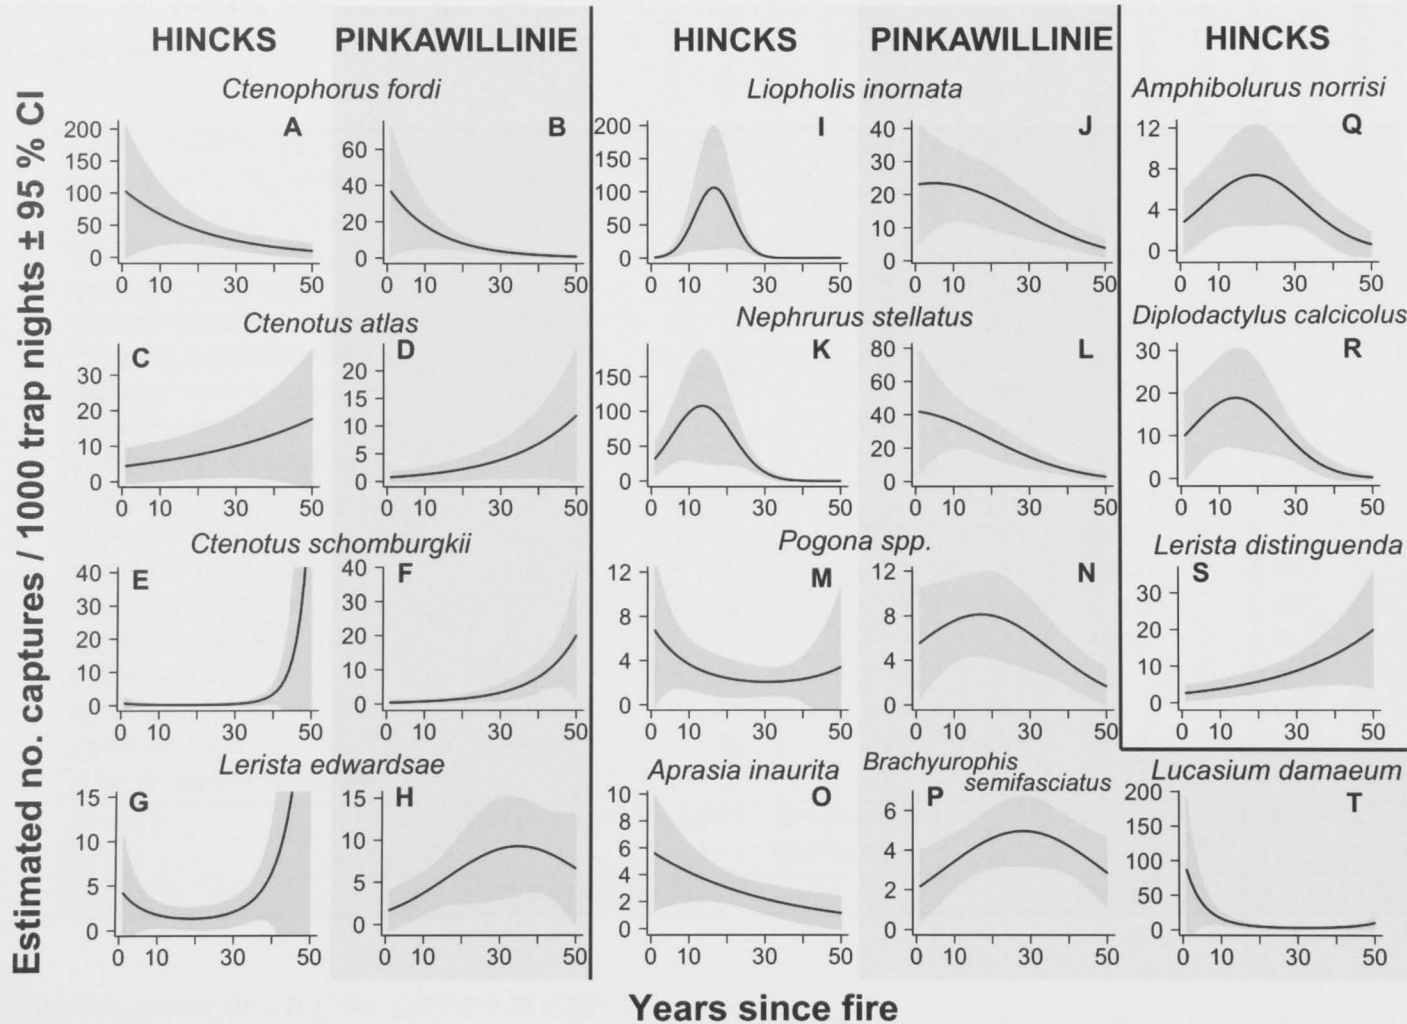 HINCKS PINKAWILLINIE HINCKS PINKAWILLINIE HINCKS
Estimated no. captures / 1000 trap nights ± 95 % CI
Ctenophorus fordi Liopholis inornata Amphibolurus norrisi
A B I J Q
200 150 100 50 0
60 40 20 0
200 150 100 50 0
40 30 20 10 0
12 8 4 0
0 10 30 50 10 30 50 0 10 30 50 0 10 30 50 0 10 30 50
Ctenotus atlas Nephrurus stellatus Diplodactylus calcicolus
C D K L R
30 20 10 0
20 15 10 5 0
150 100 50 0
80 60 40 20 0
30 20 10 0
0 10 30 50 10 30 50 0 10 30 50 0 10 30 50 0 10 30 50
Ctenotus schomburgkii Pogona spp. Lerista distinguenda
E F M N S
40 30 20 10 0
40 30 20 10 0
12 8 4 0
12 8 4 0
30 20 10 0
0 10 30 50 10 30 50 0 10 30 50 0 10 30 50 0 10 30 50
Lerista edwardsae Aprasia inaurita Brachyurophis semifasciatus Lucasium damaeum
G H O P T
15 10 5 0
15 10 5 0
10 8 6 4 2 0
6 4 2 0
200 150 100 50 0
0 10 30 50 0 10 30 50 0 10 30 50 0 10 30 50 0 10 30 50
Years since fire